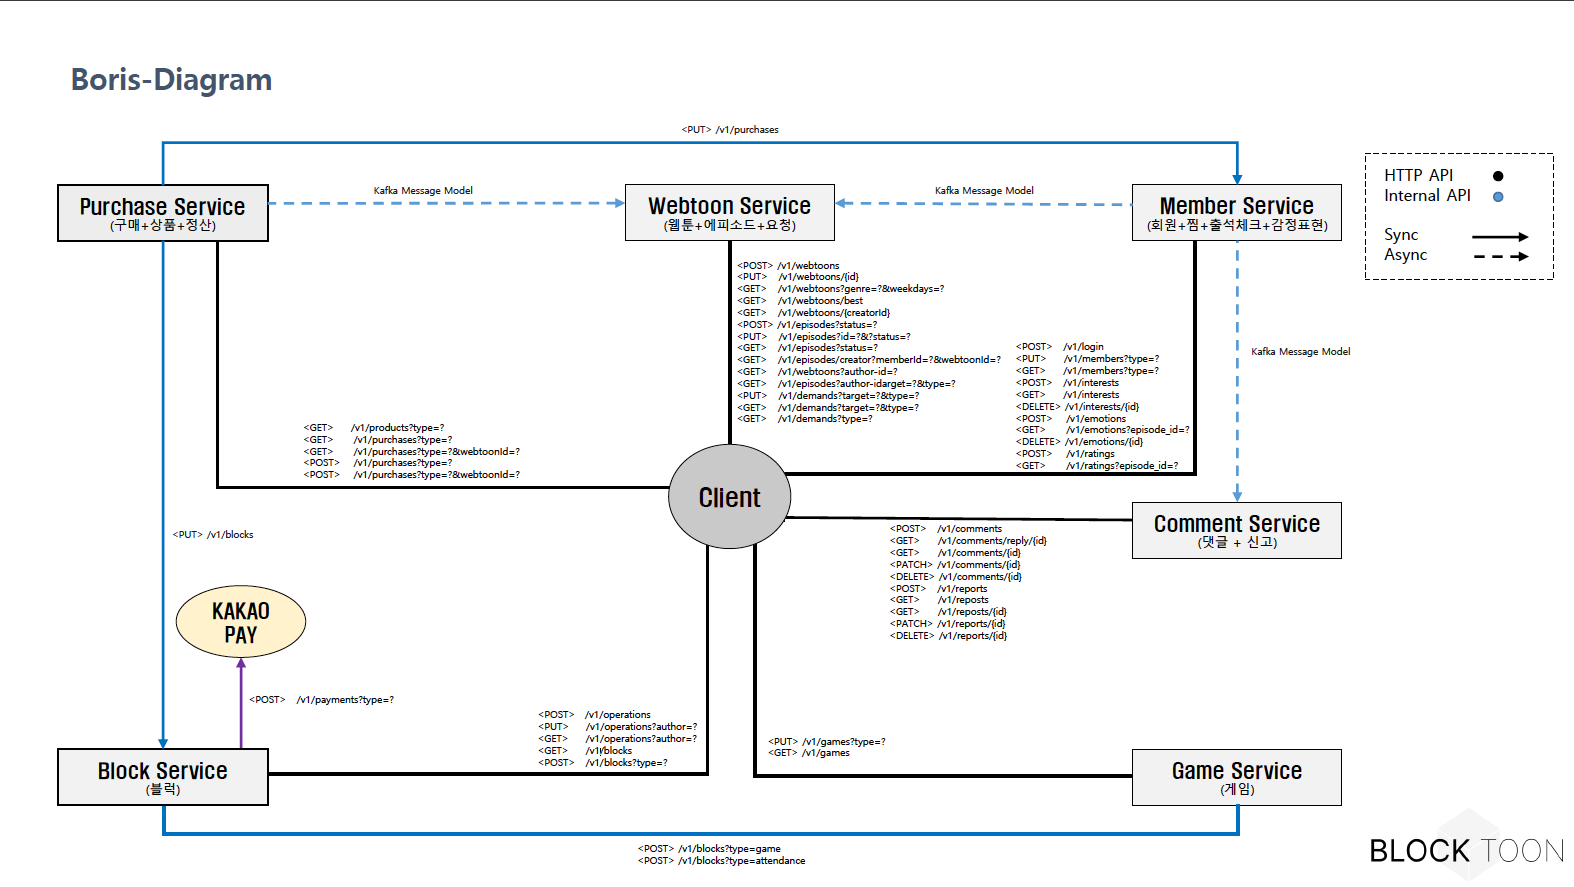 Boris-Diagram
<PUT> /v1/purchases
HTTP API
Internal API
Sync
Async
Purchase Service
(구매+상품+정산)
Kafka Message Model
Webtoon Service
(웹툰+에피소드+요청)
Kafka Message Model
Member Service
(회원+찜+출석체크+감정표현)
<POST> /v1/webtoons
<PUT> /v1/webtoons/{id}
<GET> /v1/webtoons?genre=?&weekdays=?
<GET> /v1/webtoons/best
<GET> /v1/webtoons/{creatorId}
<POST> /v1/episodes?status=?
<PUT> /v1/episodes?id=?&?status=?
<GET> /v1/episodes?status=?
<GET> /v1/episodes/creator?memberId=?&webtoonId=?
<GET> /v1/webtoons?author-id=?
<GET> /v1/episodes?author-idarget=?&type=?
<PUT> /v1/demands?target=?&type=?
<GET> /v1/demands?target=?&type=?
<GET> /v1/demands?type=?
<POST> /v1/login
<PUT> /v1/members?type=?
<GET> /v1/members?type=?
<POST> /v1/interests
<GET> /v1/interests
<DELETE> /v1/interests/{id}
<POST> /v1/emotions
<GET> /v1/emotions?episode_id=?
<DELETE> /v1/emotions/{id}
<POST> /v1/ratings
<GET> /v1/ratings?episode_id=?
Kafka Message Model
<GET> /v1/products?type=?
<GET> /v1/purchases?type=?
<GET> /v1/purchases?type=?&webtoonId=?
<POST> /v1/purchases?type=?
<POST> /v1/purchases?type=?&webtoonId=?
Client
Comment Service
(댓글 + 신고)
<POST> /v1/comments
<GET> /v1/comments/reply/{id}
<GET> /v1/comments/{id}
<PATCH> /v1/comments/{id}
<DELETE> /v1/comments/{id}
<POST> /v1/reports
<GET> /v1/reposts
<GET> /v1/reposts/{id}
<PATCH> /v1/reports/{id}
<DELETE> /v1/reports/{id}
<PUT> /v1/blocks
KAKAO
PAY
<POST> /v1/payments?type=?
<POST> /v1/operations
<PUT> /v1/operations?author=?
<GET> /v1/operations?author=?
<GET> /v1/blocks
<POST> /v1/blocks?type=?
<PUT> /v1/games?type=?
<GET> /v1/games
Block Service
(블럭)
Game Service
(게임)
<POST> /v1/blocks?type=game
<POST> /v1/blocks?type=attendance
BLOCK TOON